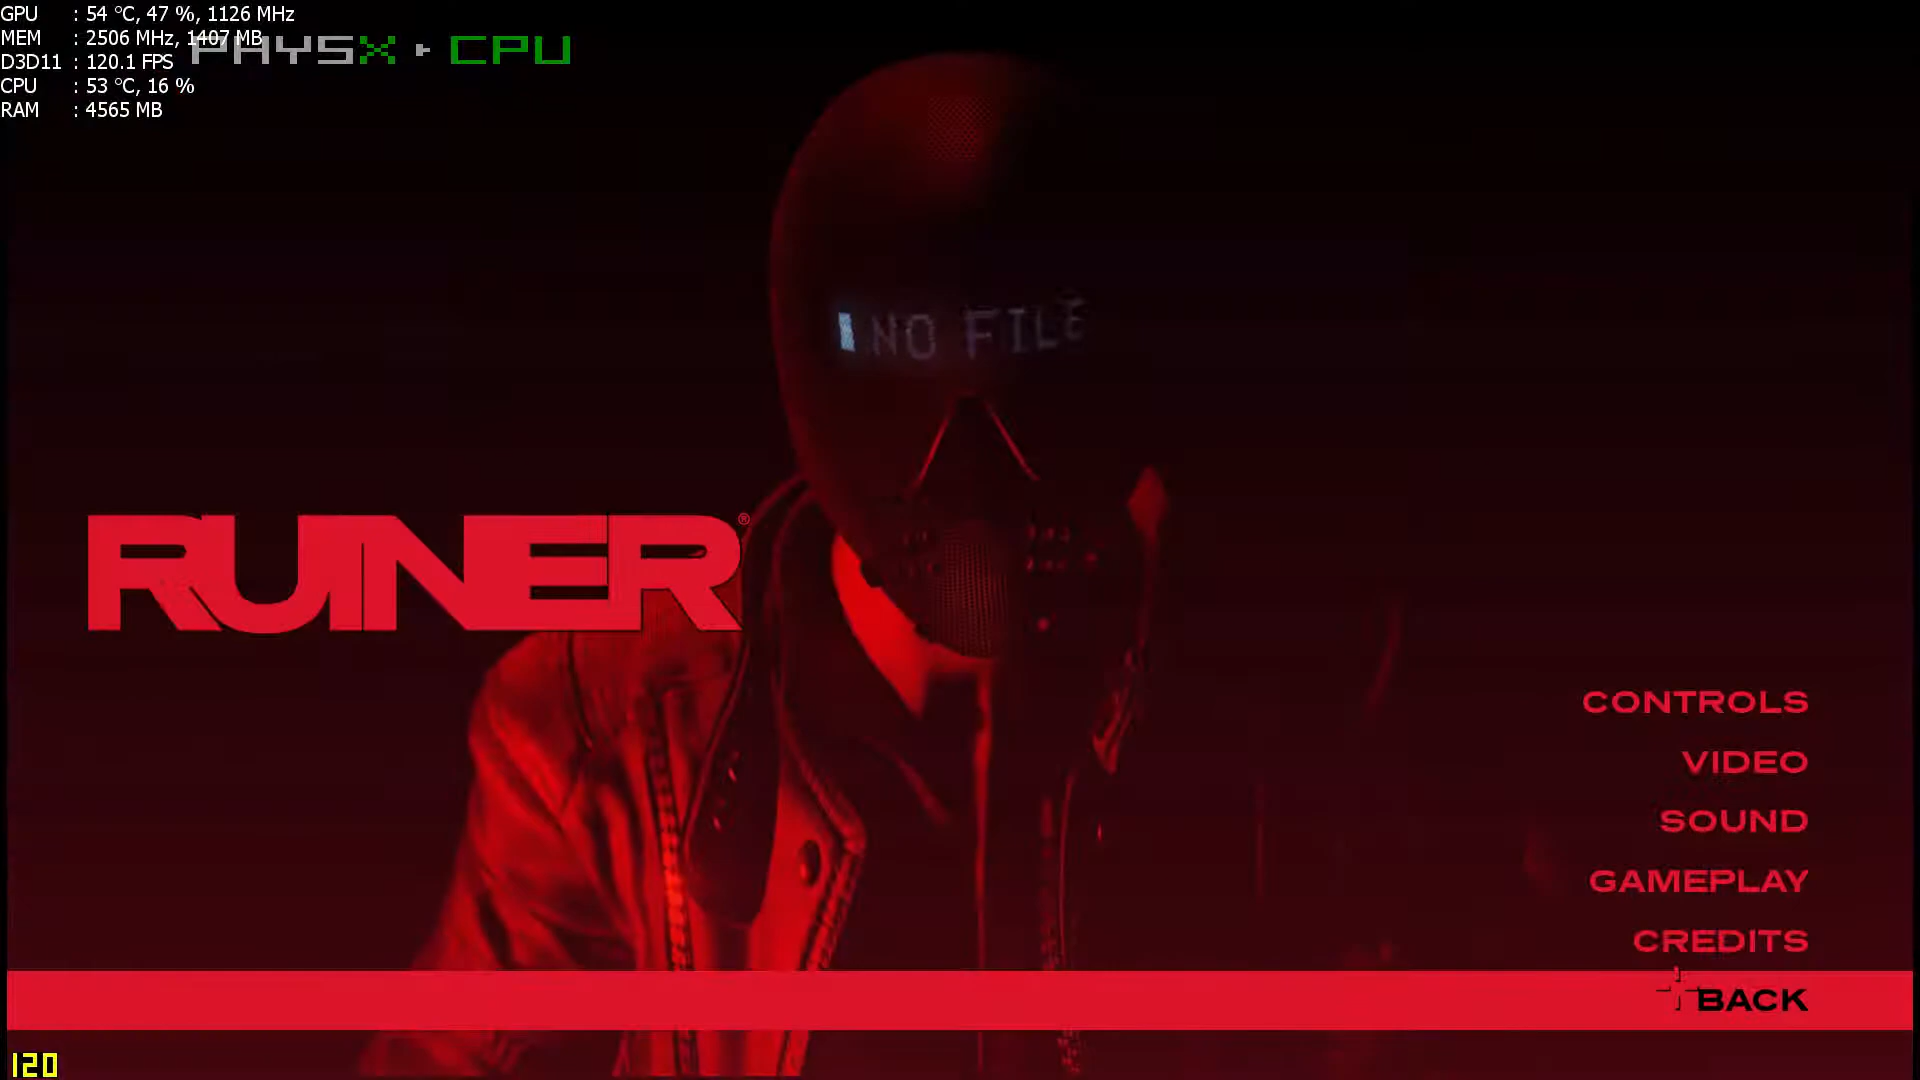 GPU : 54 °C, 47 %, 1126 MHz
MEM : 2506 MHz, 1407 MB
PHYSX ▸ CPU
D3D11 : 120.1 FPS
CPU : 53 °C, 16 %
RAM : 4565 MB
NO FILE
RUINER®
CONTROLS
VIDEO
SOUND
GAMEPLAY
CREDITS
BACK
120